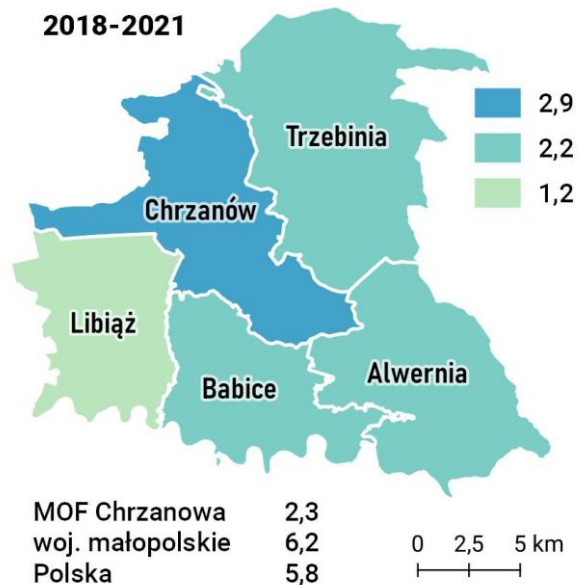 2018-2021
2,9
Trzebinia
2,2
1,2
Chrzanów
Libiąż
Alwernia
Babice
MOF Chrzanowa 2,3
woj. małopolskie 6,2
Polska 5,8
0 2,5 5 km